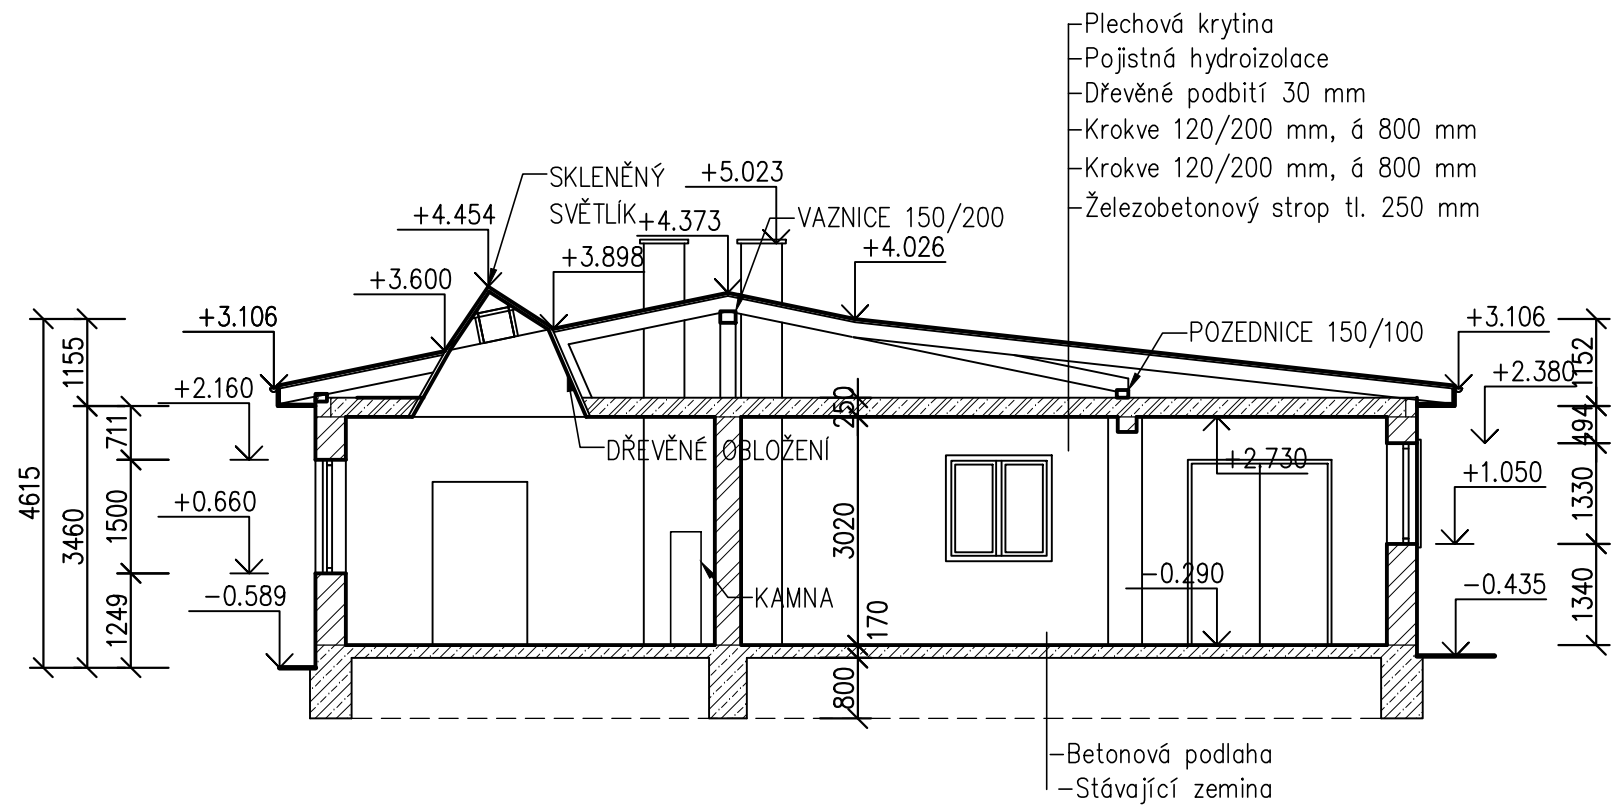 Plechová krytina
Pojistná hydroizolace
Dřevěné podbití 30 mm
Krokve 120/200 mm, á 800 mm
Krokve 120/200 mm, á 800 mm
Železobetonový strop tl. 250 mm
SKLENĚNÝ
SVĚTLÍK
+5.023
+4.454
+4.373
VAZNICE 150/200
+3.898
+4.026
+3.600
+3.106
POZEDNICE 150/100
+3.106
1155
1152
+2.160
+2.380
250
711
494
DŘEVĚNÉ OBLOŽENÍ
+2.730
4615
3460
1500
+0.660
3020
+1.050
1330
-0.290
-0.589
KAMNA
-0.435
1249
170
1340
800
Betonová podlaha
Stávající zemina